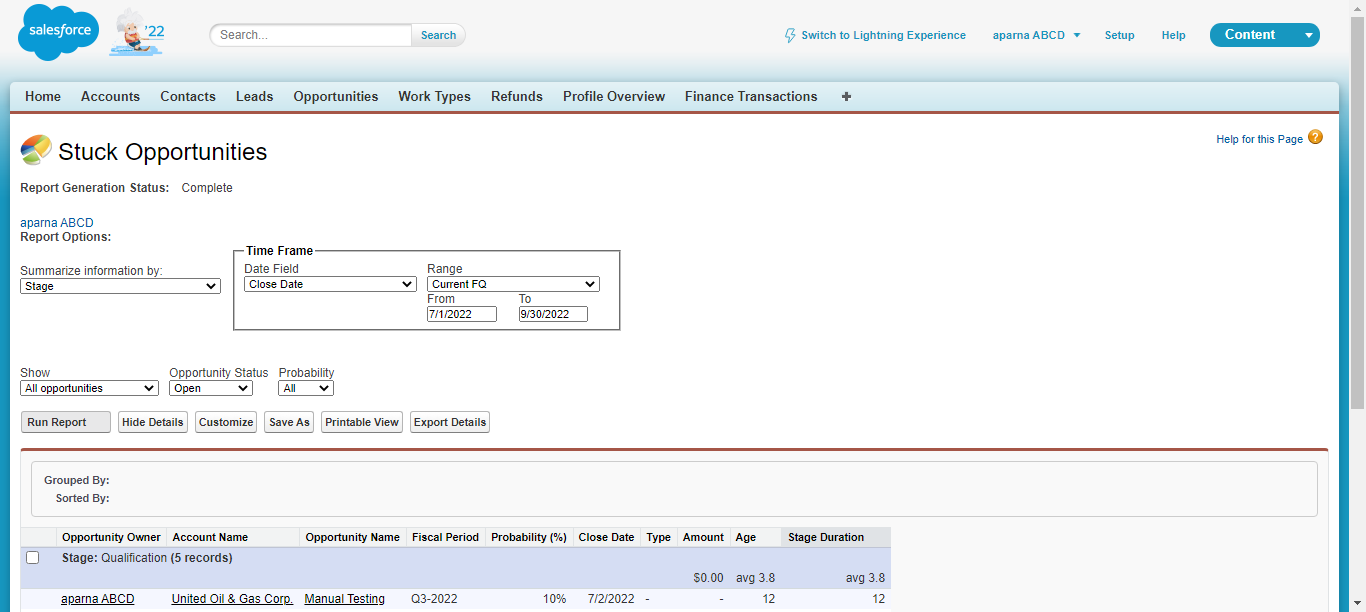 salesforce '22 Search... Search Switch to Lightning Experience aparna ABCD Setup Help Content
Home Accounts Contacts Leads Opportunities Work Types Refunds Profile Overview Finance Transactions +
Stuck Opportunities
Help for this Page ?
Report Generation Status: Complete
aparna ABCD
Report Options:
Time Frame
Summarize information by: Date Field Range
Stage Close Date Current FQ
From To
7/1/2022 9/30/2022
Show Opportunity Status Probability
All opportunities Open All
Run Report Hide Details Customize Save As Printable View Export Details
Grouped By:
Sorted By:
Opportunity Owner Account Name Opportunity Name Fiscal Period Probability (%) Close Date Type Amount Age Stage Duration
Stage: Qualification (5 records)
$0.00 avg 3.8 avg 3.8
aparna ABCD United Oil & Gas Corp. Manual Testing Q3-2022 10% 7/2/2022 - - 12 12